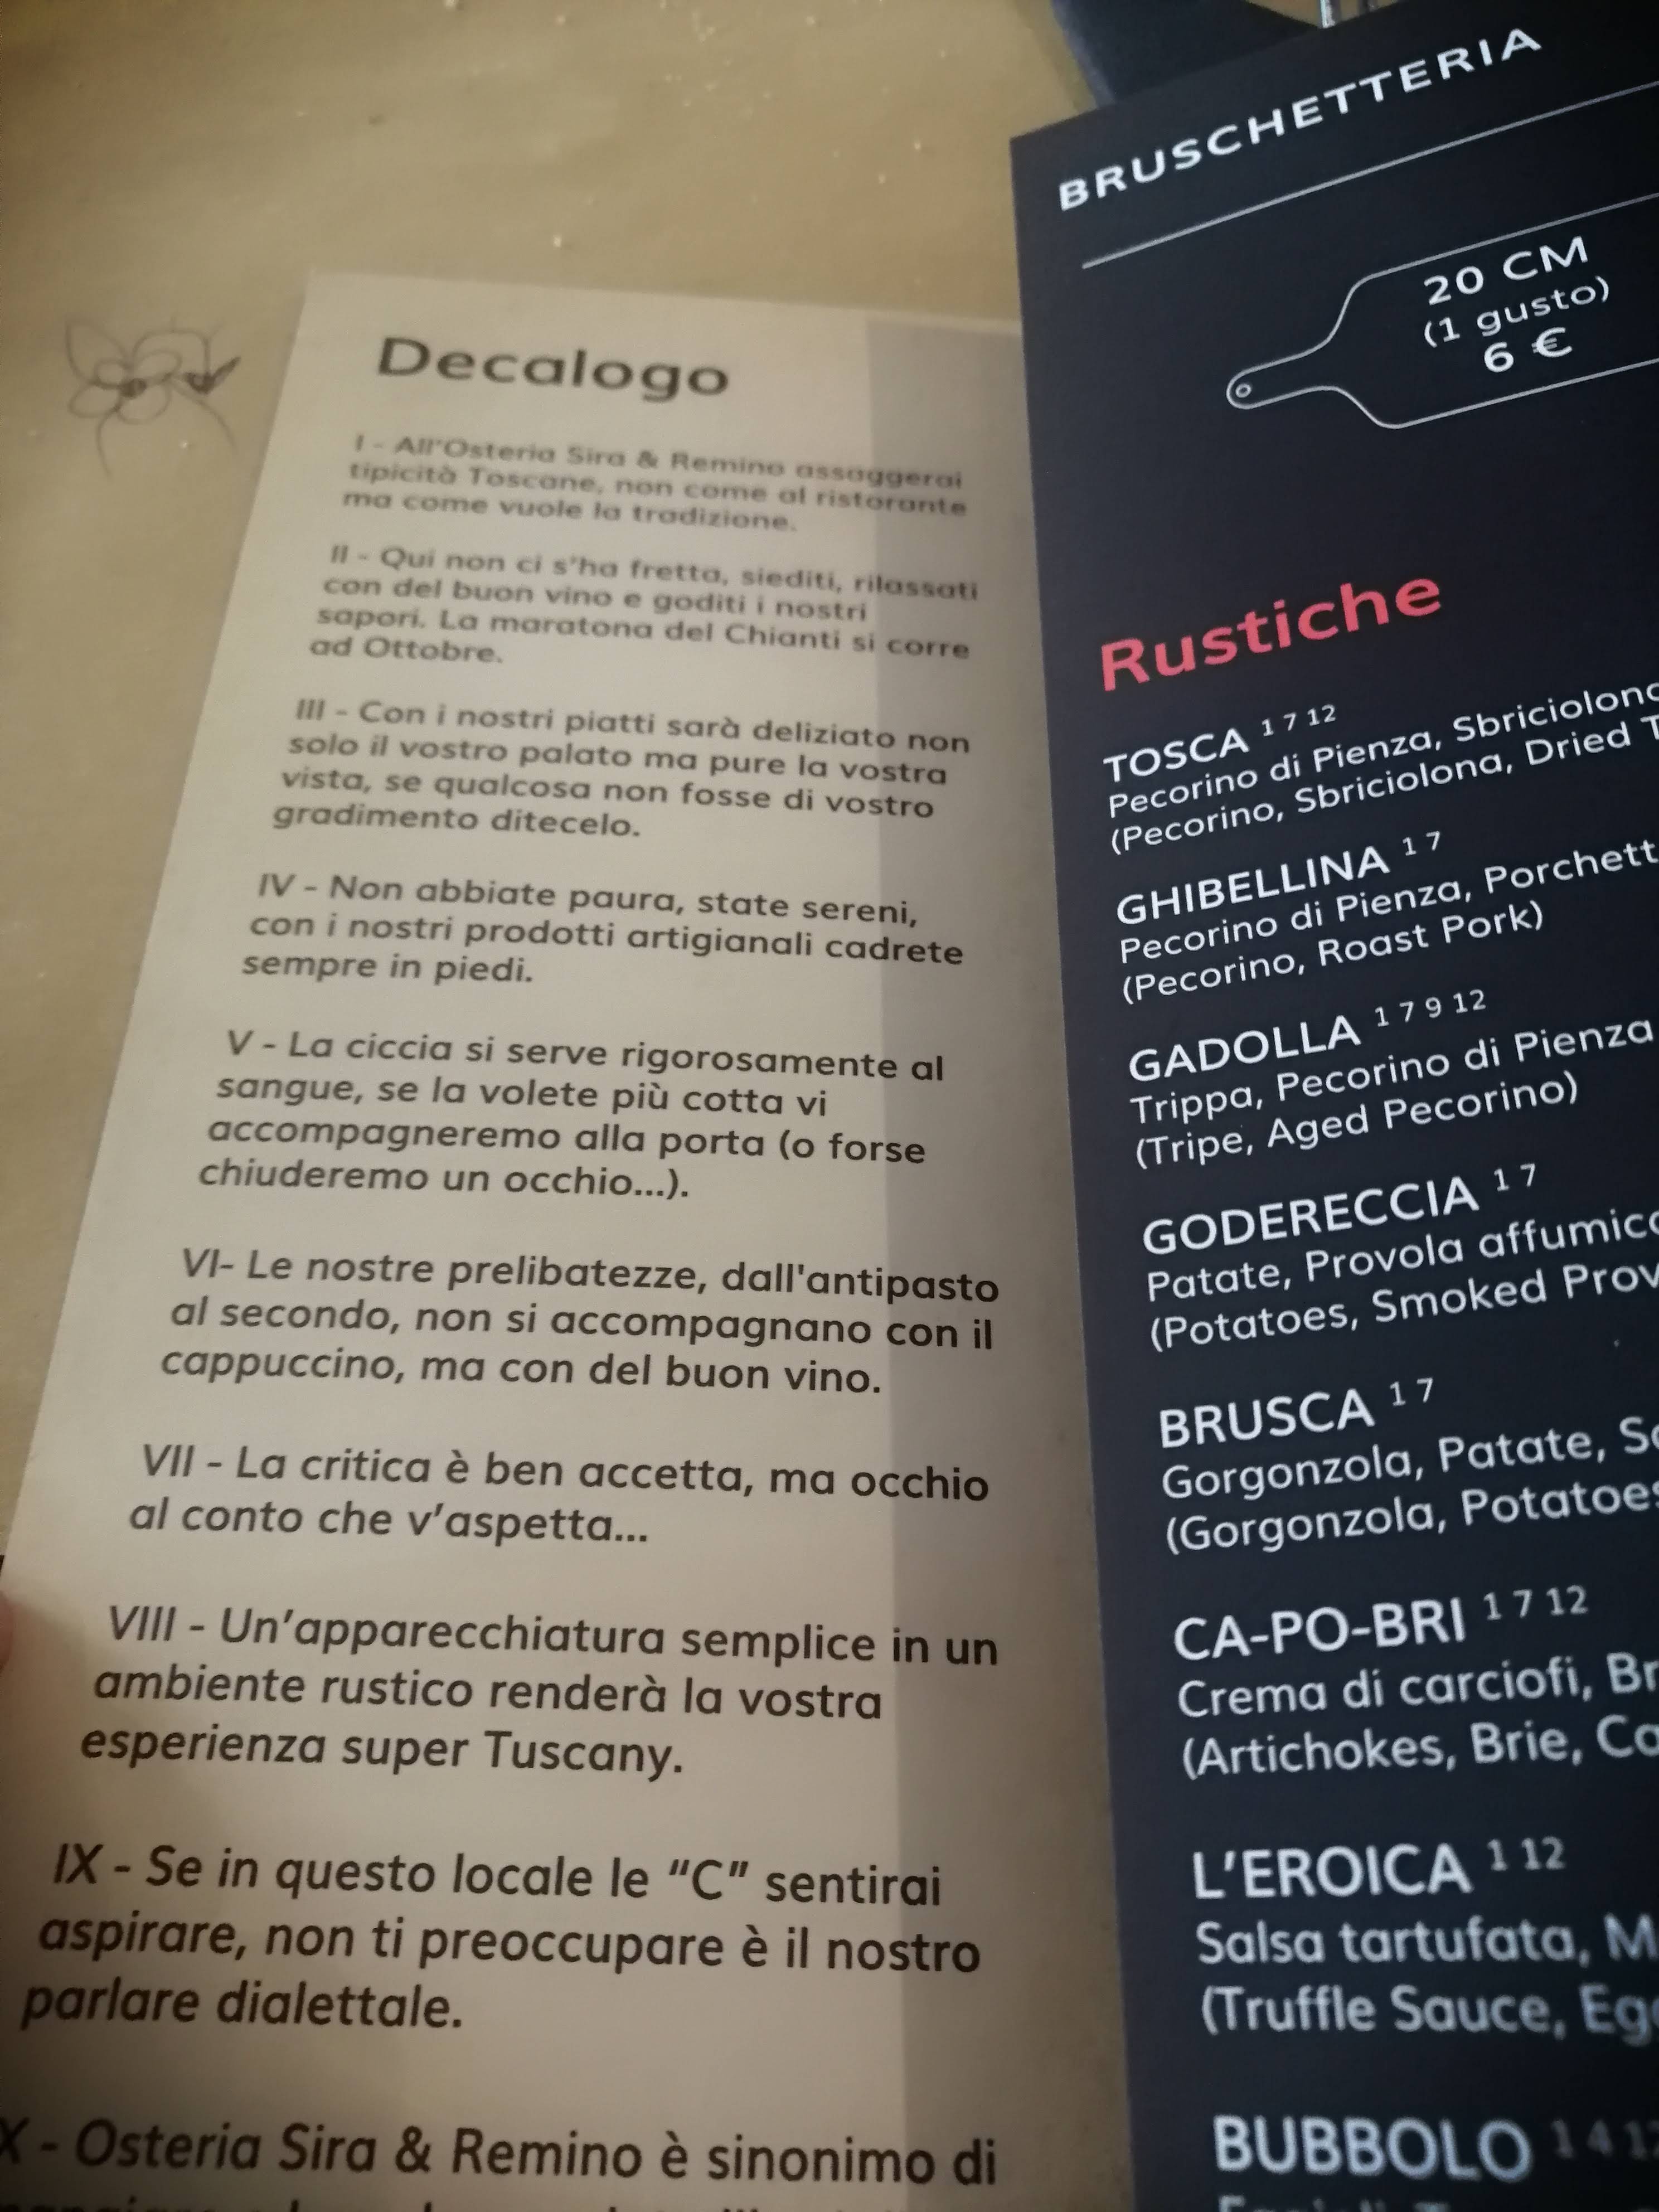 Decalogo
I - All'Osteria Sira & Remino assaggerai
tipicità Toscane, non come al ristorante
ma come vuole la tradizione.
II - Qui non ci s'ha fretta, siediti, rilassati
con del buon vino e goditi i nostri
sapori. La maratona del Chianti si corre
ad Ottobre.
III - Con i nostri piatti sarà deliziato non
solo il vostro palato ma pure la vostra
vista, se qualcosa non fosse di vostro
gradimento ditecelo.
IV - Non abbiate paura, state sereni,
con i nostri prodotti artigianali cadrete
sempre in piedi.
V - La ciccia si serve rigorosamente al
sangue, se la volete più cotta vi
accompagneremo alla porta (o forse
chiuderemo un occhio...).
VI- Le nostre prelibatezze, dall'antipasto
al secondo, non si accompagnano con il
cappuccino, ma con del buon vino.
VII - La critica è ben accetta, ma occhio
al conto che v'aspetta...
VIII - Un'apparecchiatura semplice in un
ambiente rustico renderà la vostra
esperienza super Tuscany.
IX - Se in questo locale le “C” sentirai
aspirare, non ti preoccupare è il nostro
parlare dialettale.
X - Osteria Sira & Remino è sinonimo di
BRUSCHETTERIA
20 CM
(1 gusto)
6 €
Rustiche
TOSCA 1 7 12
Pecorino di Pienza, Sbriciolona
(Pecorino, Sbriciolona, Dried T
GHIBELLINA 1 7
Pecorino di Pienza, Porchett
(Pecorino, Roast Pork)
GADOLLA 1 7 9 12
Trippa, Pecorino di Pienza
(Tripe, Aged Pecorino)
GODERECCIA 1 7
Patate, Provola affumic
(Potatoes, Smoked Prov
BRUSCA 1 7
Gorgonzola, Patate, S
(Gorgonzola, Potatoes
CA-PO-BRI 1 7 12
Crema di carciofi, Br
(Artichokes, Brie, Ca
L'EROICA 1 12
Salsa tartufata, M
(Truffle Sauce, Eg
BUBBOLO 1 4 12